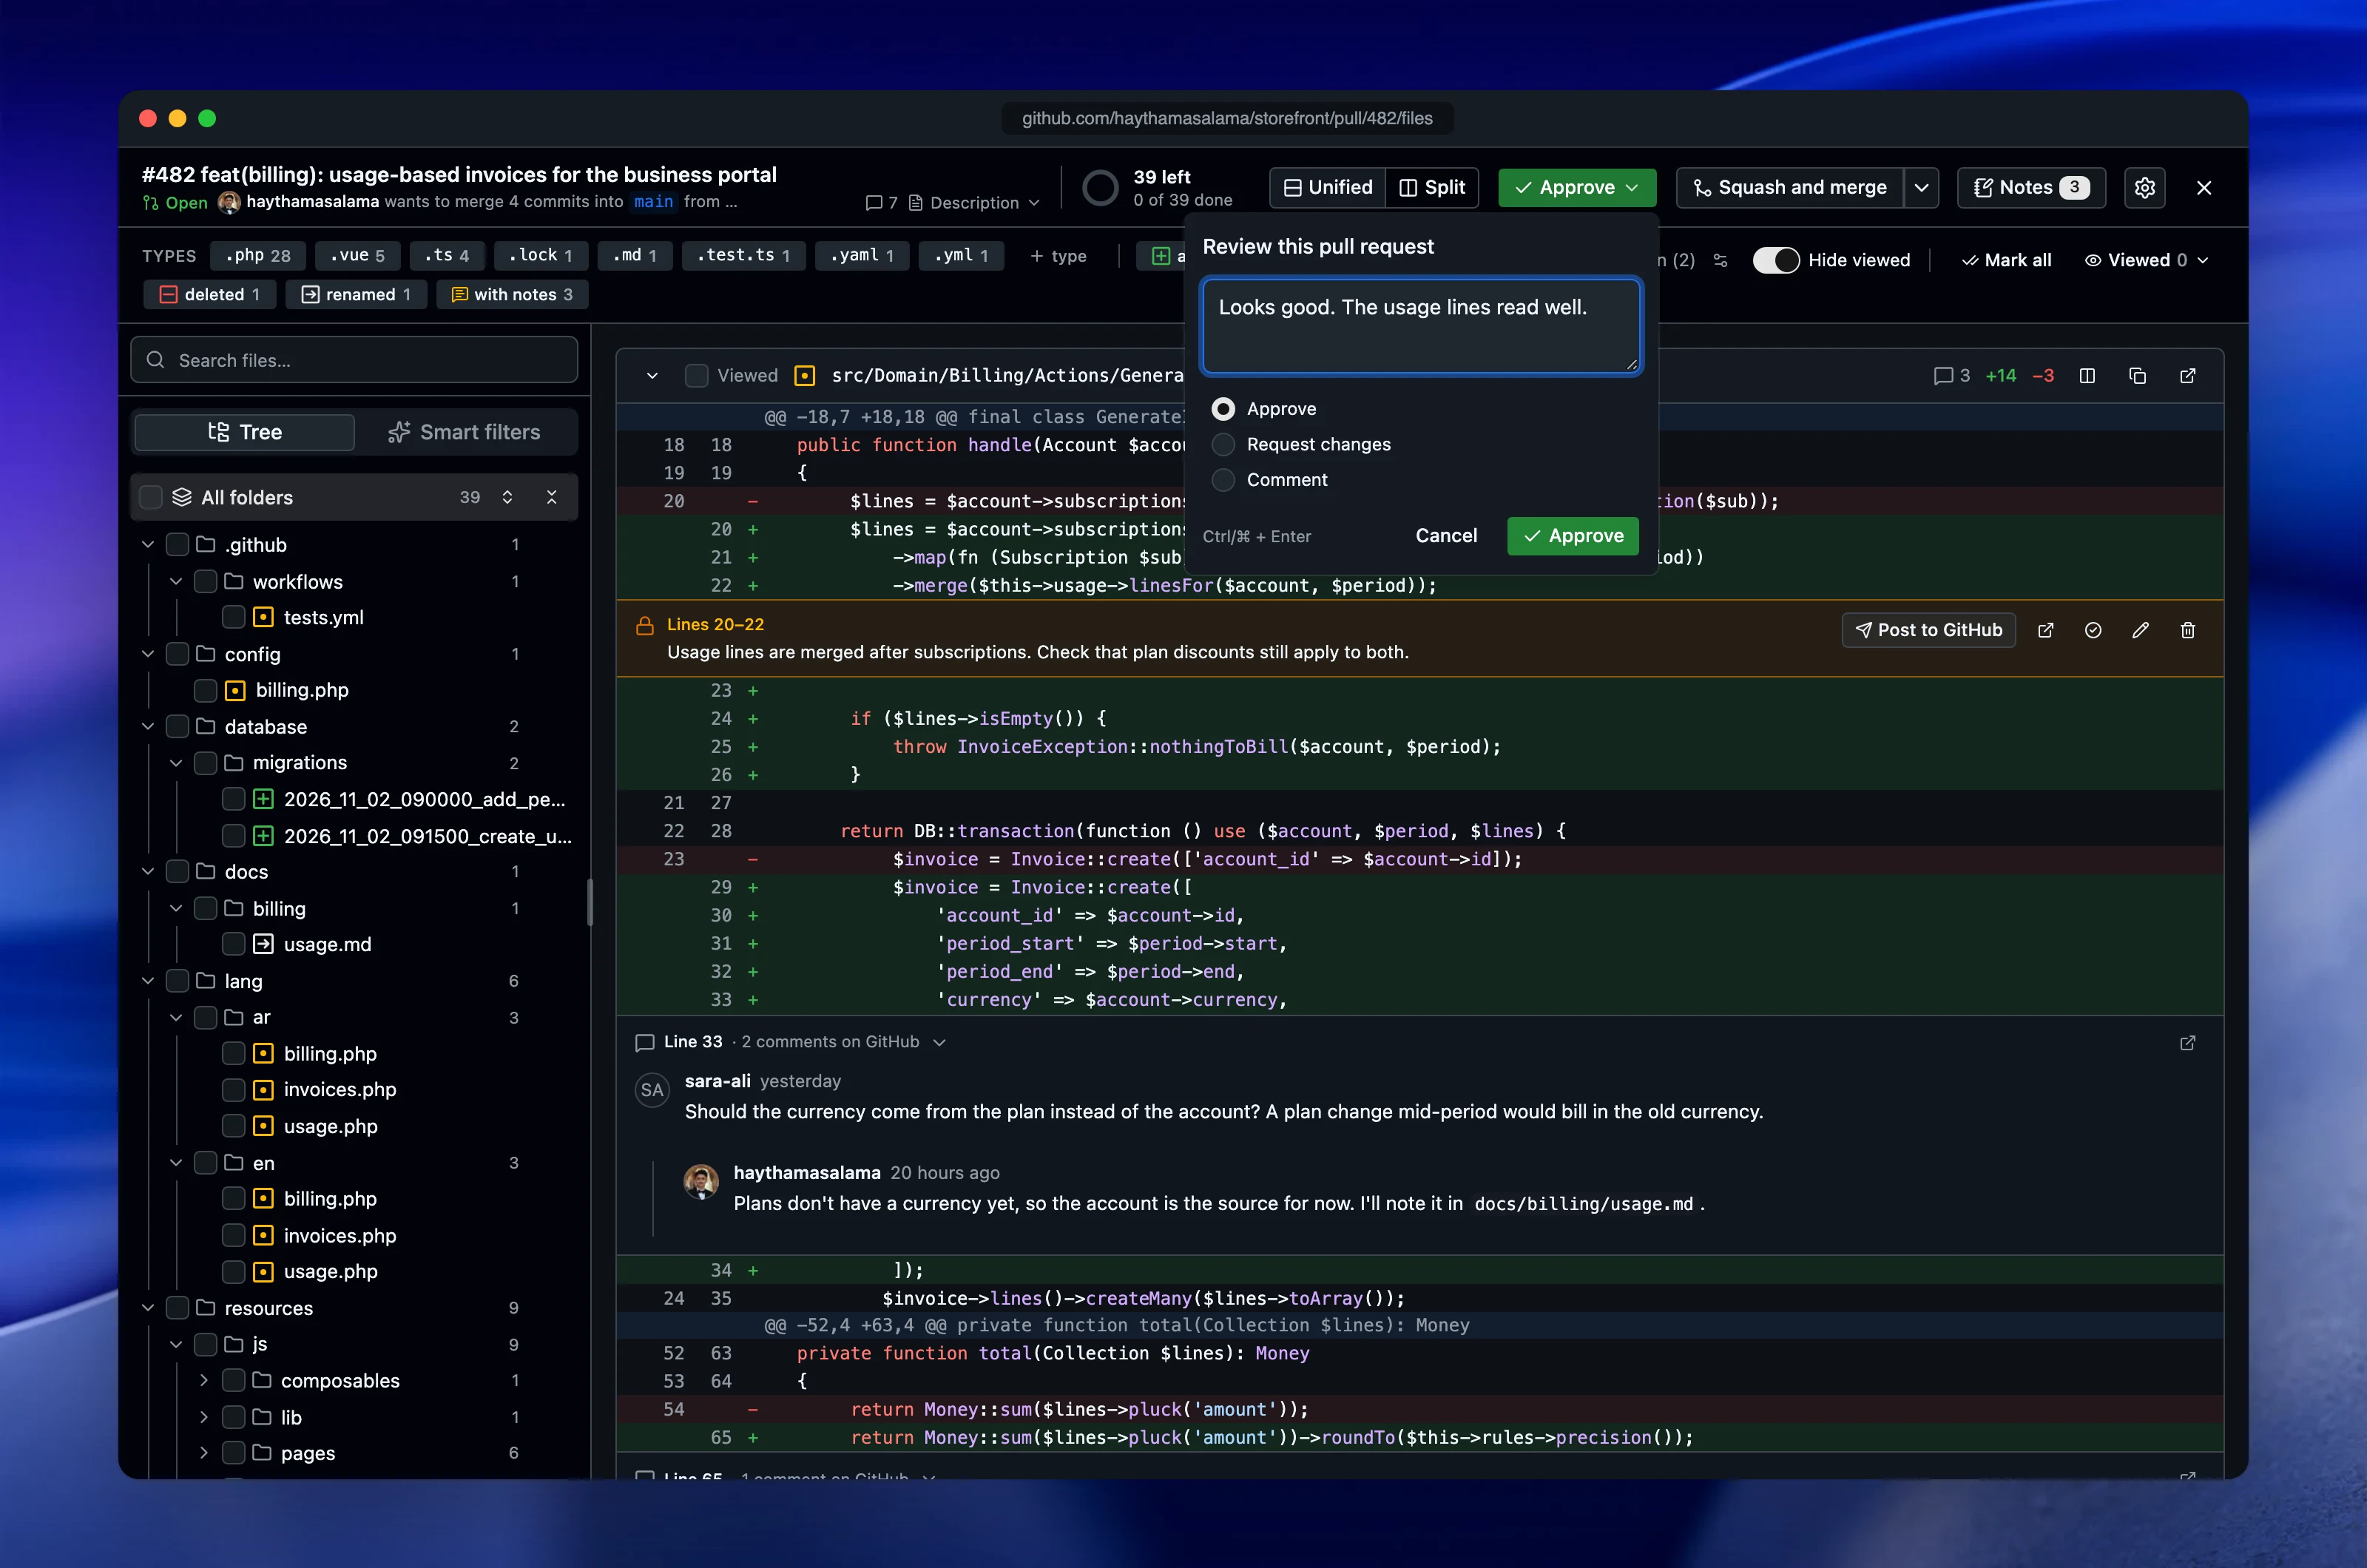 github.com/haythamasalama/storefront/pull/482/files
#482 feat(billing): usage-based invoices for the business portal
Open haythamasalama wants to merge 4 commits into main from ...
7 Description
39 left
0 of 39 done
Unified Split
Approve
Squash and merge
Notes 3
TYPES .php 28 .vue 5 .ts 4 .lock 1 .md 1 .test.ts 1 .yaml 1 .yml 1 + type
(2) Hide viewed Mark all Viewed 0
deleted 1 renamed 1 with notes 3
Review this pull request
Looks good. The usage lines read well.
Approve
Request changes
Comment
Ctrl/⌘ + Enter Cancel Approve
Search files...
Tree Smart filters
All folders 39
.github 1
workflows 1
tests.yml
config 1
billing.php
database 2
migrations 2
2026_11_02_090000_add_pe...
2026_11_02_091500_create_u...
docs 1
billing 1
usage.md
lang 6
ar 3
billing.php
invoices.php
usage.php
en 3
billing.php
invoices.php
usage.php
resources 9
js 9
composables 1
lib 1
pages 6
Viewed src/Domain/Billing/Actions/Genera 3 +14 −3
@@ −18,7 +18,18 @@ final class Generate
18 18 public function handle(Account $accou
19 19 {
20 − $lines = $account->subscriptions tion($sub));
20 + $lines = $account->subscriptions
21 + ->map(fn (Subscription $sub iod))
22 + ->merge($this->usage->linesFor($account, $period));
Lines 20–22
Usage lines are merged after subscriptions. Check that plan discounts still apply to both.
Post to GitHub
23 +
24 + if ($lines->isEmpty()) {
25 + throw InvoiceException::nothingToBill($account, $period);
26 + }
21 27
22 28 return DB::transaction(function () use ($account, $period, $lines) {
23 − $invoice = Invoice::create(['account_id' => $account->id]);
29 + $invoice = Invoice::create([
30 + 'account_id' => $account->id,
31 + 'period_start' => $period->start,
32 + 'period_end' => $period->end,
33 + 'currency' => $account->currency,
Line 33 · 2 comments on GitHub
SA sara-ali yesterday
Should the currency come from the plan instead of the account? A plan change mid-period would bill in the old currency.
haythamasalama 20 hours ago
Plans don't have a currency yet, so the account is the source for now. I'll note it in docs/billing/usage.md .
34 + ]);
24 35 $invoice->lines()->createMany($lines->toArray());
@@ −52,4 +63,4 @@ private function total(Collection $lines): Money
52 63 private function total(Collection $lines): Money
53 64 {
54 − return Money::sum($lines->pluck('amount'));
65 + return Money::sum($lines->pluck('amount'))->roundTo($this->rules->precision());
Line 65 · 1 comment on GitHub